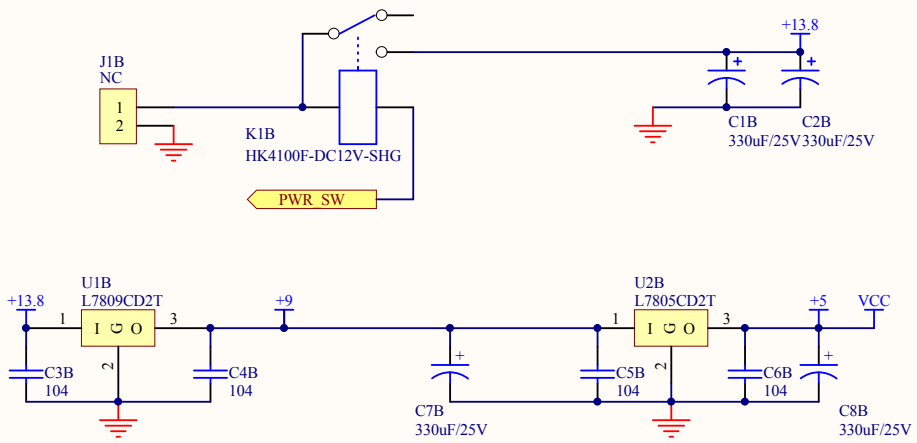 +13.8
J1B
NC
1
2
K1B
HK4100F-DC12V-SHG
PWR_SW
+
+
C1B
330uF/25V
C2B
330uF/25V
U1B
L7809CD2T
+13.8
1
I G O
3
2
+9
C3B
104
C4B
104
+
C7B
330uF/25V
U2B
L7805CD2T
1
I G O
3
2
+5
VCC
C5B
104
C6B
104
+
C8B
330uF/25V